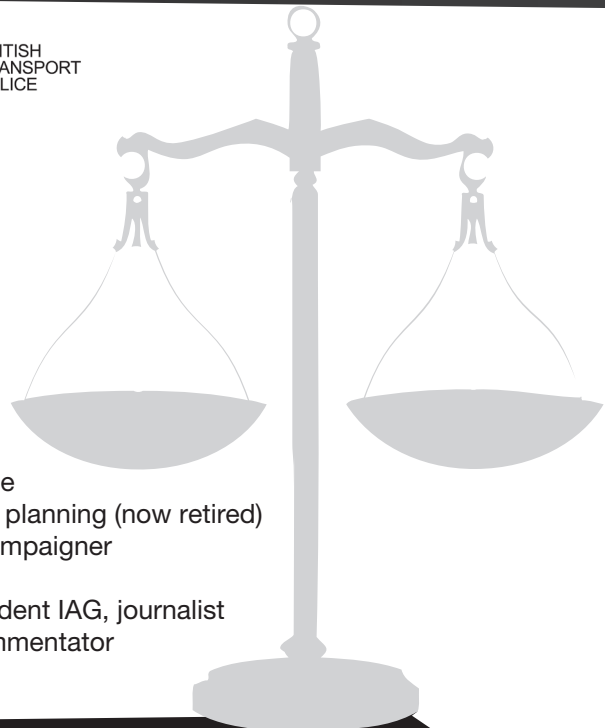 ITISH
ANSPORT
LICE
e
planning (now retired)
mpaigner
dent IAG, journalist
mmentator